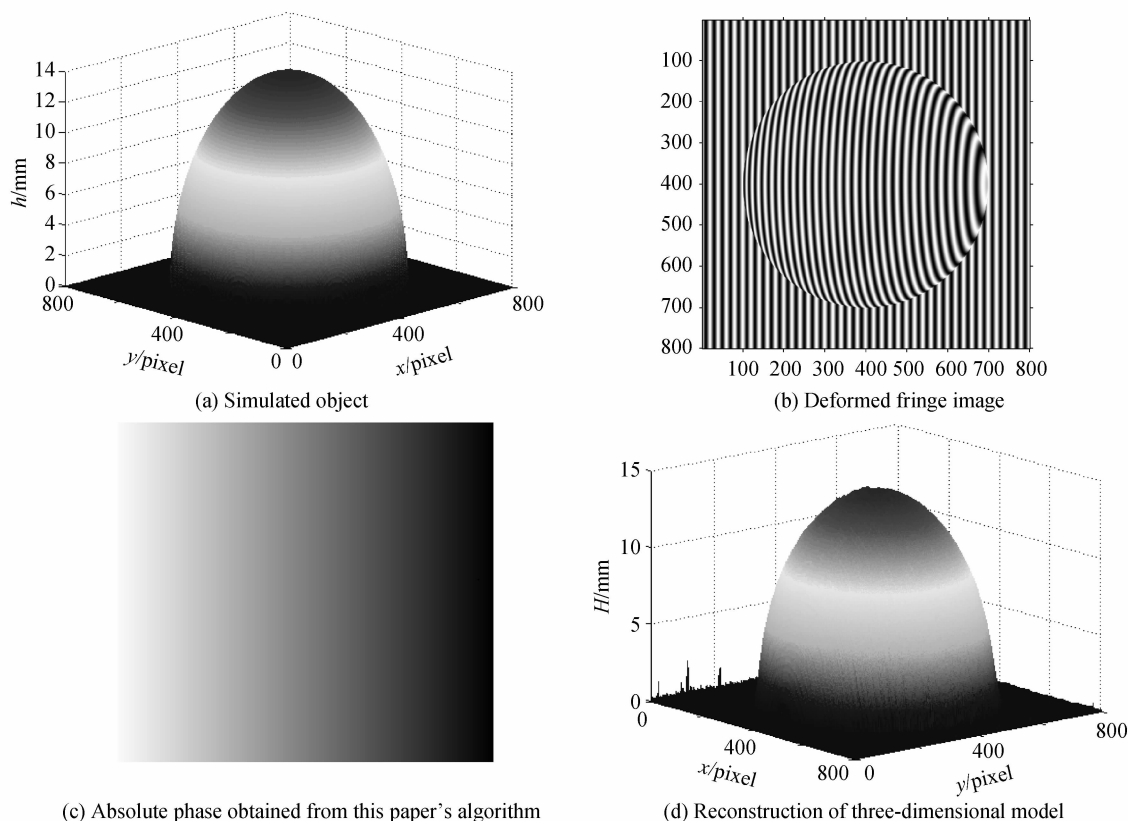 14
12
10
8
6
4
2
0
h/mm
800
400
0
y/pixel
0
400
800
x/pixel
(a) Simulated object
100
200
300
400
500
600
700
800
100 200 300 400 500 600 700 800
(b) Deformed fringe image
(c) Absolute phase obtained from this paper's algorithm
15
10
5
0
H/mm
0
400
800
x/pixel
0
400
800
y/pixel
(d) Reconstruction of three-dimensional model